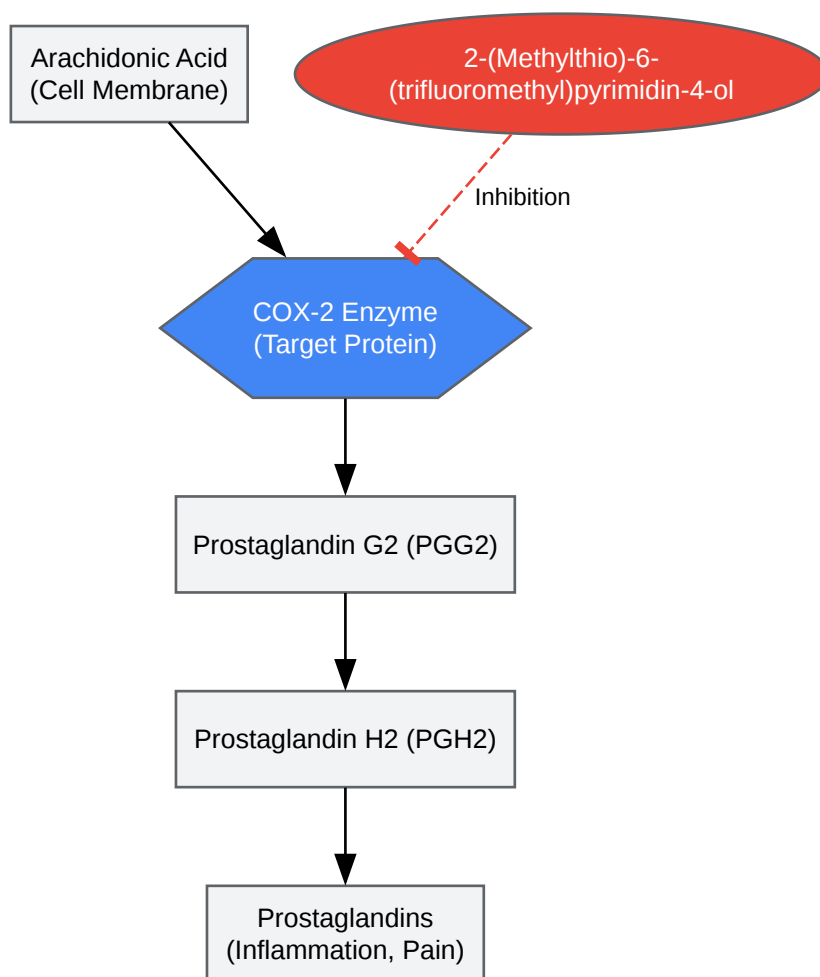 Arachidonic Acid
(Cell Membrane)
2-(Methylthio)-6-
(trifluoromethyl)pyrimidin-4-ol
Inhibition
COX-2 Enzyme
(Target Protein)
Prostaglandin G2 (PGG2)
Prostaglandin H2 (PGH2)
Prostaglandins
(Inflammation, Pain)